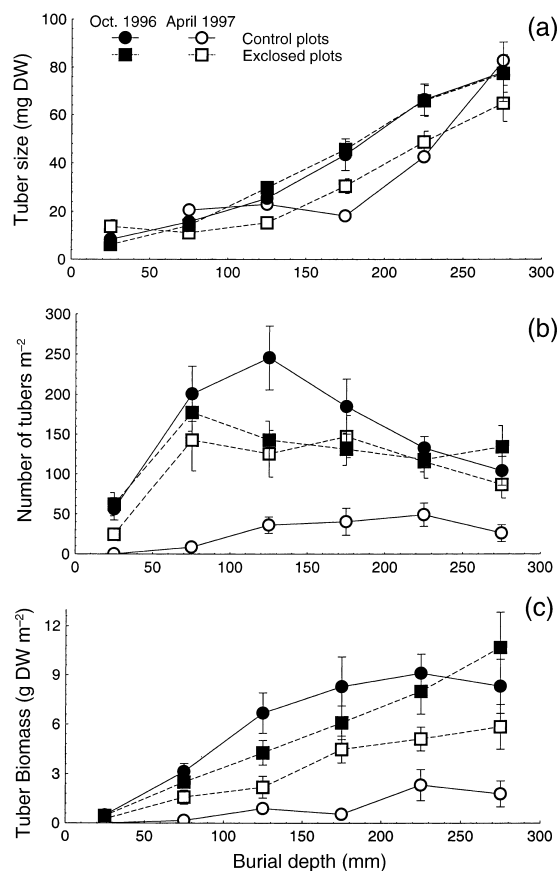 Oct. 1996 April 1997
Control plots
Exclosed plots
(a)
Tuber size (mg DW)
100
80
60
40
20
0
0 50 100 150 200 250 300
(b)
Number of tubers m⁻²
300
250
200
150
100
50
0
0 50 100 150 200 250 300
(c)
Tuber Biomass (g DW m⁻²)
12
9
6
3
0
0 50 100 150 200 250 300
Burial depth (mm)